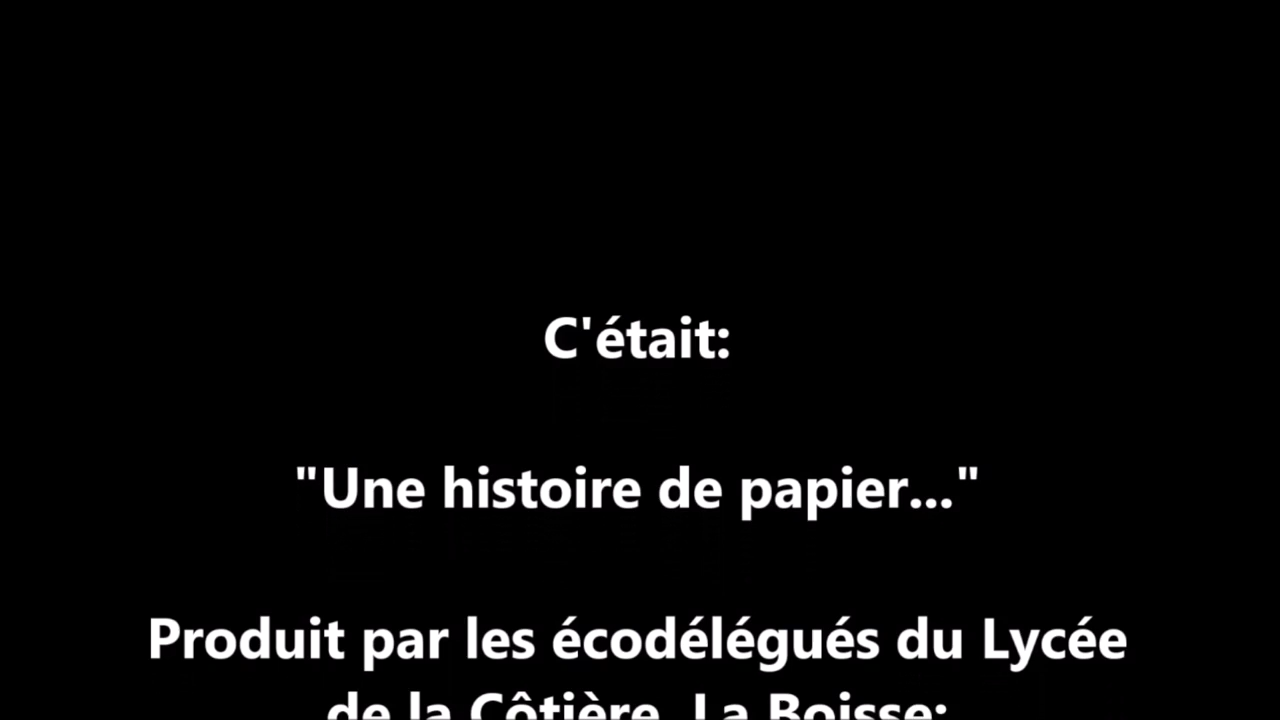 C'était:
"Une histoire de papier..."
Produit par les écodélégués du Lycée
de la Côtière, La Boisse: